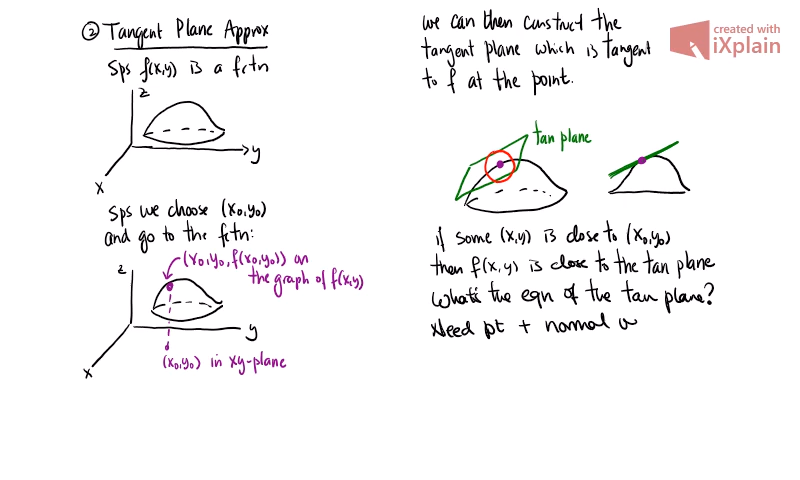 ② Tangent Plane Approx
Sps f(x,y) is a fctn
z
y
x
Sps we choose (x₀,y₀)
and go to the fctn:
(x₀,y₀,f(x₀,y₀)) on
the graph of f(x,y)
z
y
x
(x₀,y₀) in xy-plane
we can then construct the
tangent plane which is tangent
to f at the point.
tan plane
if some (x,y) is close to (x₀,y₀)
then f(x,y) is close to the tan plane
What's the eqn of the tan plane?
Need pt + normal
created with
iXplain